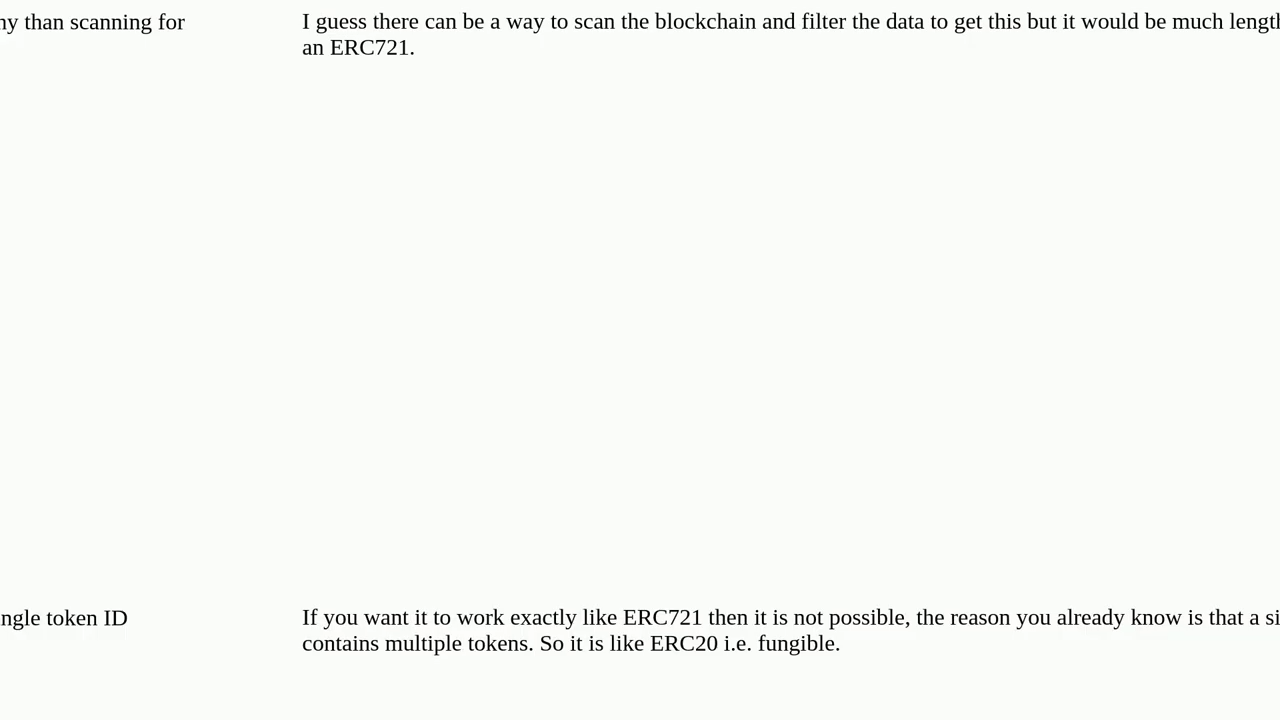 ny than scanning for
I guess there can be a way to scan the blockchain and filter the data to get this but it would be much length
an ERC721.
ngle token ID
If you want it to work exactly like ERC721 then it is not possible, the reason you already know is that a si
contains multiple tokens. So it is like ERC20 i.e. fungible.